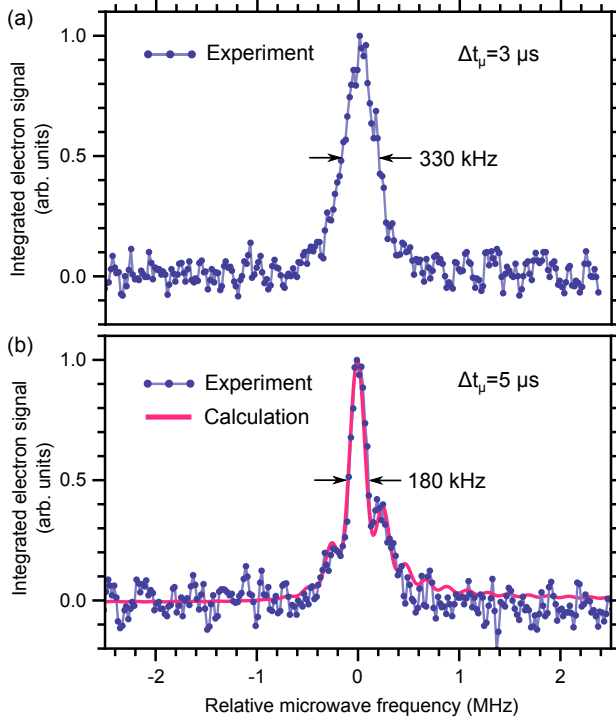 (a)
1.0
0.5
0.0
Integrated electron signal
(arb. units)
Experiment
Δtμ=3 μs
330 kHz
(b)
1.0
0.5
0.0
Integrated electron signal
(arb. units)
Experiment
Calculation
Δtμ=5 μs
180 kHz
-2 -1 0 1 2
Relative microwave frequency (MHz)